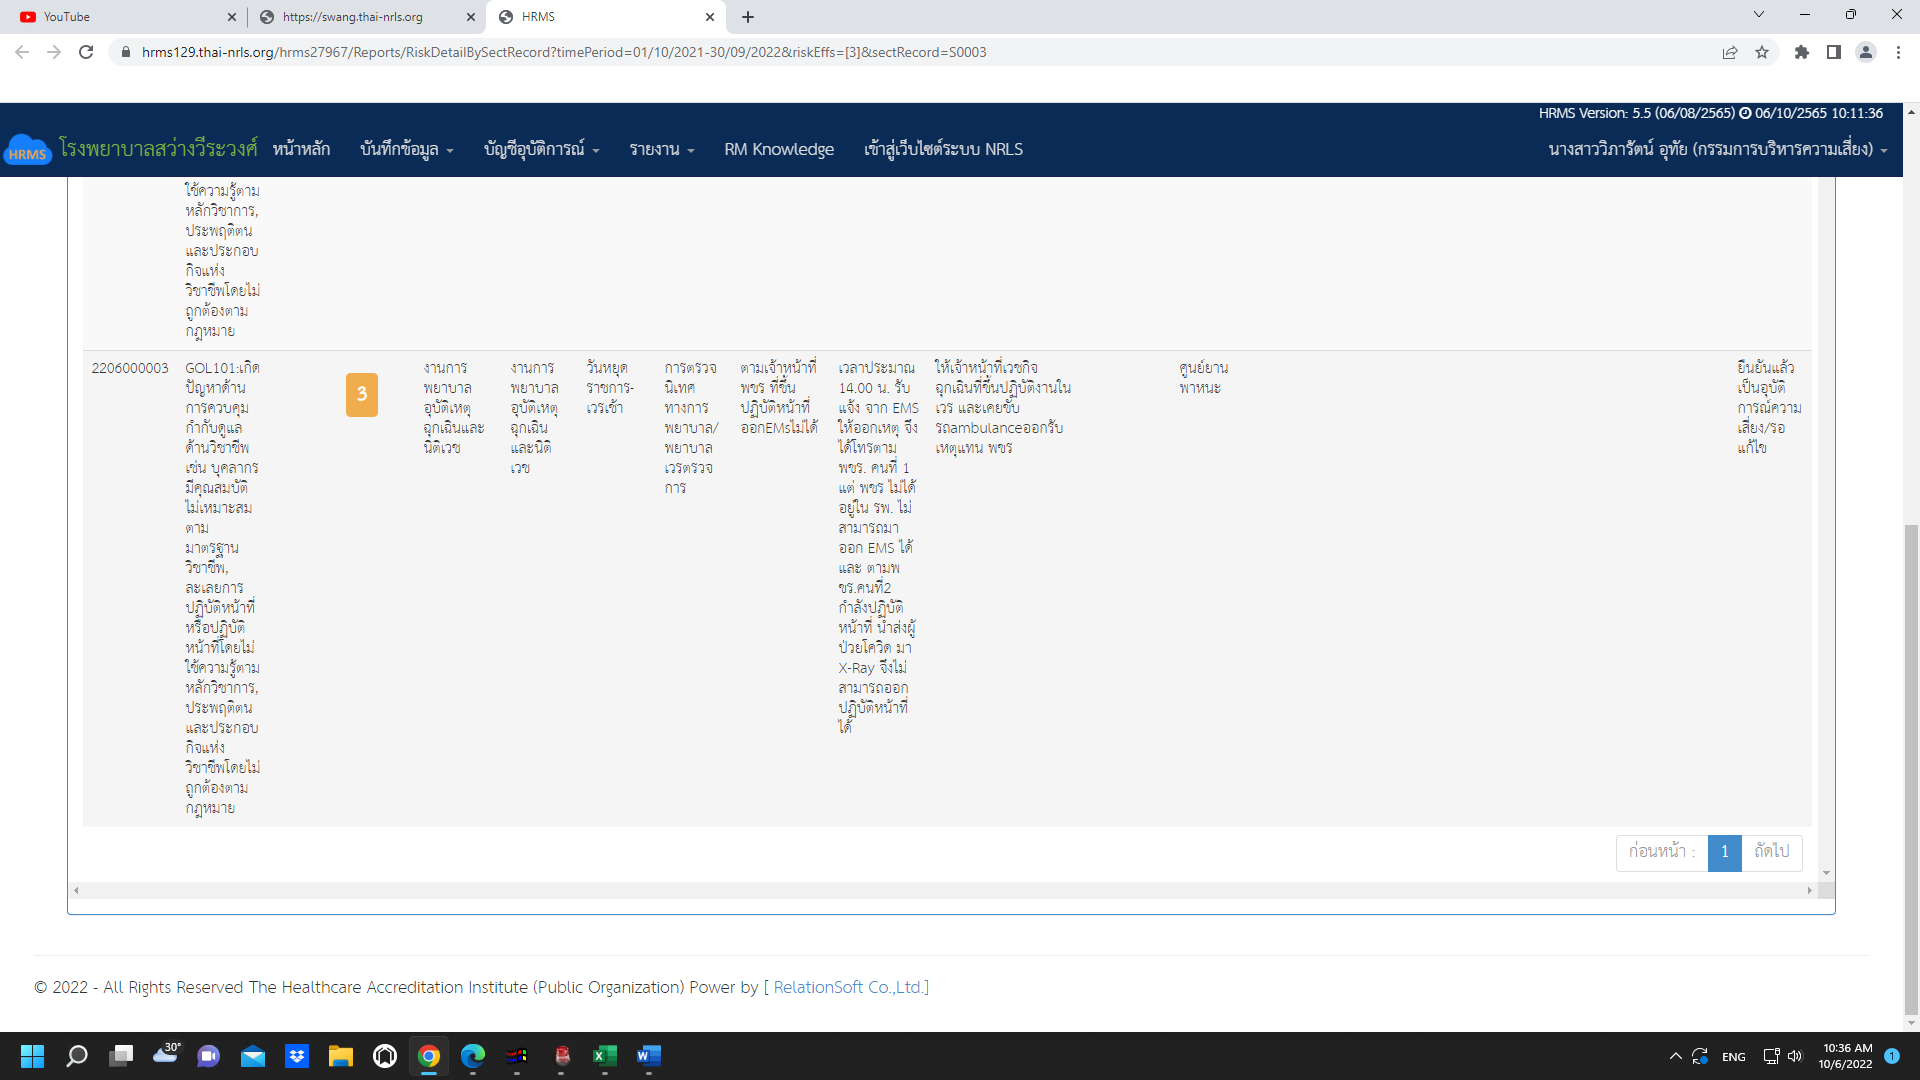 YouTube
https://swang.thai-nrls.org
HRMS
hrms129.thai-nrls.org/hrms27967/Reports/RiskDetailBySectRecord?timePeriod=01/10/2021-30/09/2022&riskEffs=[3]&sectRecord=S0003
HRMS Version: 5.5 (06/08/2565) 06/10/2565 10:11:36
HRMS โรงพยาบาลสว่างวีระวงศ์ หน้าหลัก บันทึกข้อมูล บัญชีอุบัติการณ์ รายงาน RM Knowledge เข้าสู่เว็บไซต์ระบบ NRLS นางสาววิภารัตน์ อุทัย (กรรมการบริหารความเสี่ยง)
ใช้ความรู้ตาม
หลักวิชาการ,
ประพฤติตน
และประกอบ
กิจแห่ง
วิชาชีพโดยไม่
ถูกต้องตาม
กฎหมาย
2206000003
GOL101:เกิด
ปัญหาด้าน
การควบคุม
กำกับดูแล
ด้านวิชาชีพ
เช่น บุคลากร
มีคุณสมบัติ
ไม่เหมาะสม
ตาม
มาตรฐาน
วิชาชีพ,
ละเลยการ
ปฏิบัติหน้าที่
หรือปฏิบัติ
หน้าที่โดยไม่
ใช้ความรู้ตาม
หลักวิชาการ,
ประพฤติตน
และประกอบ
กิจแห่ง
วิชาชีพโดยไม่
ถูกต้องตาม
กฎหมาย
3
งานการ
พยาบาล
อุบัติเหตุ
ฉุกเฉินและ
นิติเวช
งานการ
พยาบาล
อุบัติเหตุ
ฉุกเฉิน
และนิติ
เวช
วันหยุด
ราชการ-
เวรเช้า
การตรวจ
นิเทศ
ทางการ
พยาบาล/
พยาบาล
เวรตรวจ
การ
ตามเจ้าหน้าที่
พชร ที่ขึ้น
ปฏิบัติหน้าที่
ออกEMsไม่ได้
เวลาประมาณ
14.00 น. รับ
แจ้ง จาก EMS
ให้ออกเหตุ จึง
ได้โทรตาม
พชร. คนที่ 1
แต่ พชร ไม่ได้
อยู่ใน รพ. ไม่
สามารถมา
ออก EMS ได้
และ ตามพ
ชร.คนที่2
กำลังปฏิบัติ
หน้าที่ นำส่งผู้
ป่วยโควิด มา
X-Ray จึงไม่
สามารถออก
ปฏิบัติหน้าที่
ได้
ให้เจ้าหน้าที่เวชกิจ
ฉุกเฉินที่ขึ้นปฏิบัติงานใน
เวร และเคยขับ
รถambulanceออกรับ
เหตุแทน พชร
ศูนย์ยาน
พาหนะ
ยืนยันแล้ว
เป็นอุบัติ
การณ์ความ
เสี่ยง/รอ
แก้ไข
ก่อนหน้า : 1 ถัดไป
© 2022 - All Rights Reserved The Healthcare Accreditation Institute (Public Organization) Power by [ RelationSoft Co.,Ltd.]
30°
ENG
10:36 AM
10/6/2022
1